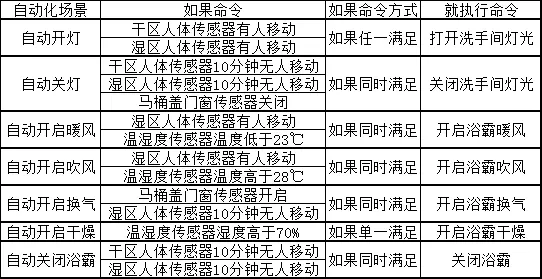 自动化场景 如果命令 如果命令方式 就执行命令
自动开灯 干区人体传感器有人移动 如果任一满足 打开洗手间灯光
湿区人体传感器有人移动
自动关灯 干区人体传感器10分钟无人移动 如果同时满足 关闭洗手间灯光
湿区人体传感器10分钟无人移动
马桶盖门窗传感器关闭
自动开启暖风 湿区人体传感器有人移动 如果同时满足 开启浴霸暖风
温湿度传感器温度低于23℃
自动开启吹风 湿区人体传感器有人移动 如果同时满足 开启浴霸吹风
温湿度传感器温度高于28℃
自动开启换气 马桶盖门窗传感器开启 如果同时满足 开启浴霸换气
湿区人体传感器10分钟无人移动
自动开启干燥 温湿度传感器湿度高于70% 如果单一满足 开启浴霸干燥
自动关闭浴霸 干区人体传感器10分钟无人移动 如果同时满足 关闭浴霸
湿区人体传感器10分钟无人移动